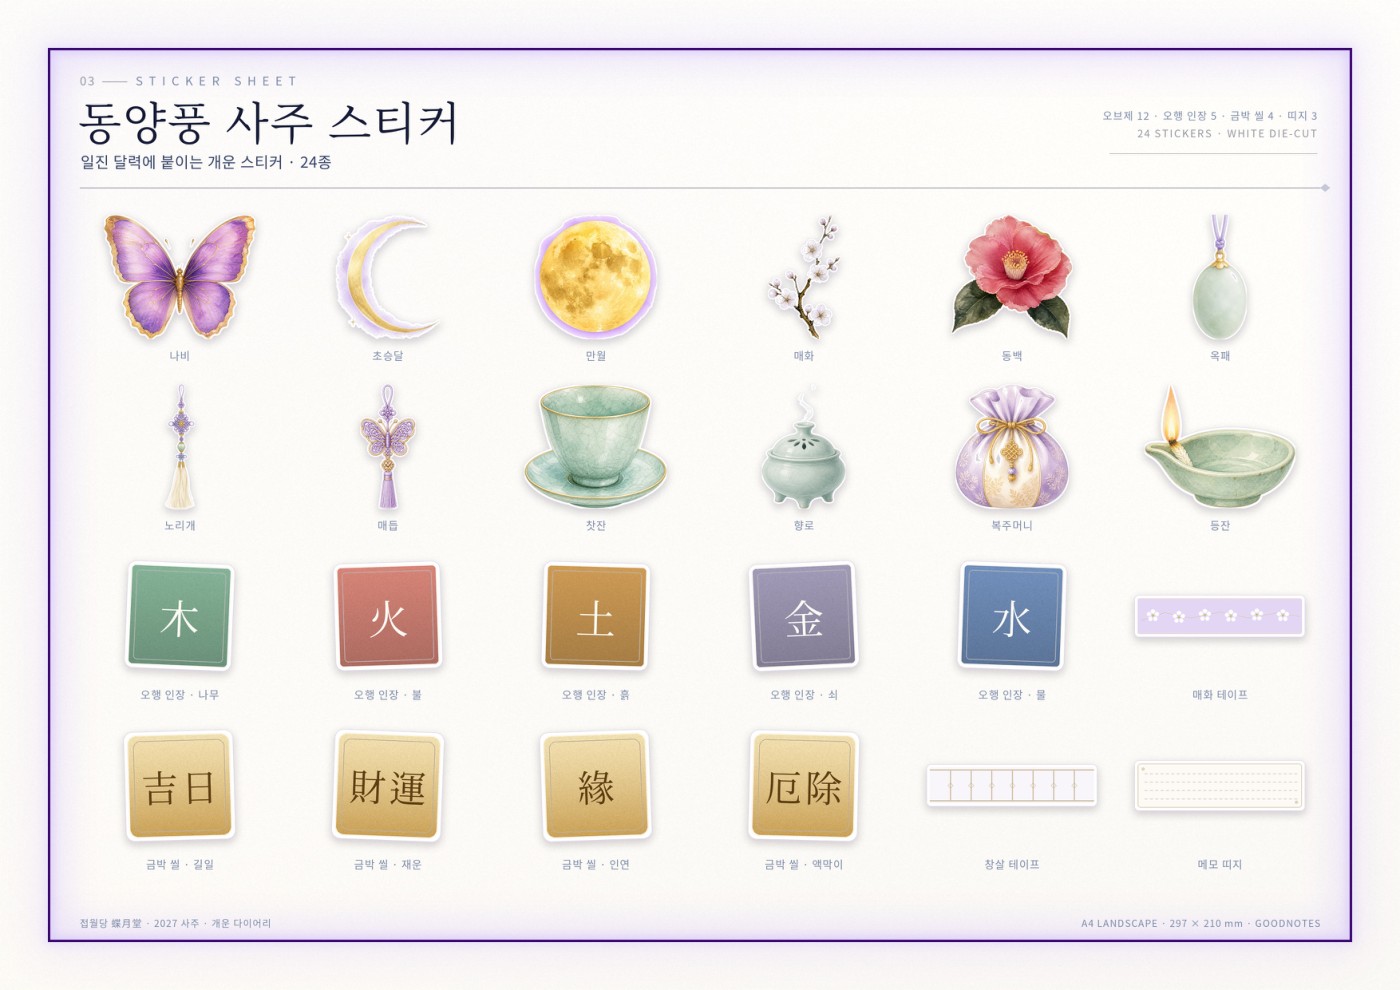 03 — STICKER SHEET
동양풍 사주 스티커
일진 달력에 붙이는 개운 스티커 · 24종
오브제 12 · 오행 인장 5 · 금박 씰 4 · 띠지 3
24 STICKERS · WHITE DIE-CUT
나비 초승달 만월 매화 동백 옥패
노리개 매듭 찻잔 향로 복주머니 등잔
木 火 土 金 水
오행 인장 · 나무 오행 인장 · 불 오행 인장 · 흙 오행 인장 · 쇠 오행 인장 · 물 매화 테이프
吉日 財運 緣 厄除
금박 씰 · 길일 금박 씰 · 재운 금박 씰 · 인연 금박 씰 · 액막이 창살 테이프 메모 띠지
접월당 蝶月堂 · 2027 사주 · 개운 다이어리
A4 LANDSCAPE · 297 × 210 mm · GOODNOTES